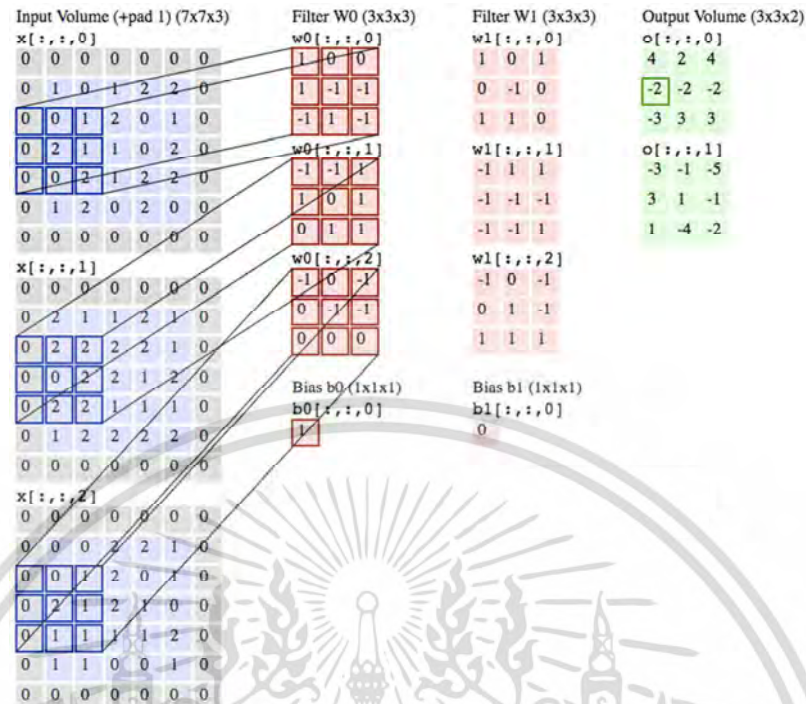 Input Volume (+pad 1) (7x7x3)
x[:,:,0]
0 0 0 0 0 0 0
0 1 0 1 2 2 0
0 0 1 2 0 1 0
0 2 1 1 0 2 0
0 0 2 1 2 2 0
0 1 2 0 2 0 0
0 0 0 0 0 0 0
x[:,:,1]
0 0 0 0 0 0 0
0 2 1 1 2 1 0
0 2 2 2 2 1 0
0 0 2 2 1 2 0
0 2 2 1 1 1 0
0 1 2 2 2 2 0
0 0 0 0 0 0 0
x[:,:,2]
0 0 0 0 0 0 0
0 0 0 2 2 1 0
0 0 1 2 0 1 0
0 2 1 2 1 0 0
0 1 1 1 1 2 0
0 1 1 0 0 1 0
0 0 0 0 0 0 0
Filter W0 (3x3x3)
w0[:,:,0]
1 0 0
1 -1 -1
-1 1 -1
w0[:,:,1]
-1 -1 1
1 0 1
0 1 1
w0[:,:,2]
-1 0 -1
0 -1 -1
0 0 0
Bias b0 (1x1x1)
b0[:,:,0]
1
Filter W1 (3x3x3)
w1[:,:,0]
1 0 1
0 -1 0
1 1 0
w1[:,:,1]
-1 1 1
-1 -1 -1
-1 -1 1
w1[:,:,2]
-1 0 -1
0 1 -1
1 1 1
Bias b1 (1x1x1)
b1[:,:,0]
0
Output Volume (3x3x2)
o[:,:,0]
4 2 4
-2 -2 -2
-3 3 3
o[:,:,1]
-3 -1 -5
3 1 -1
1 -4 -2